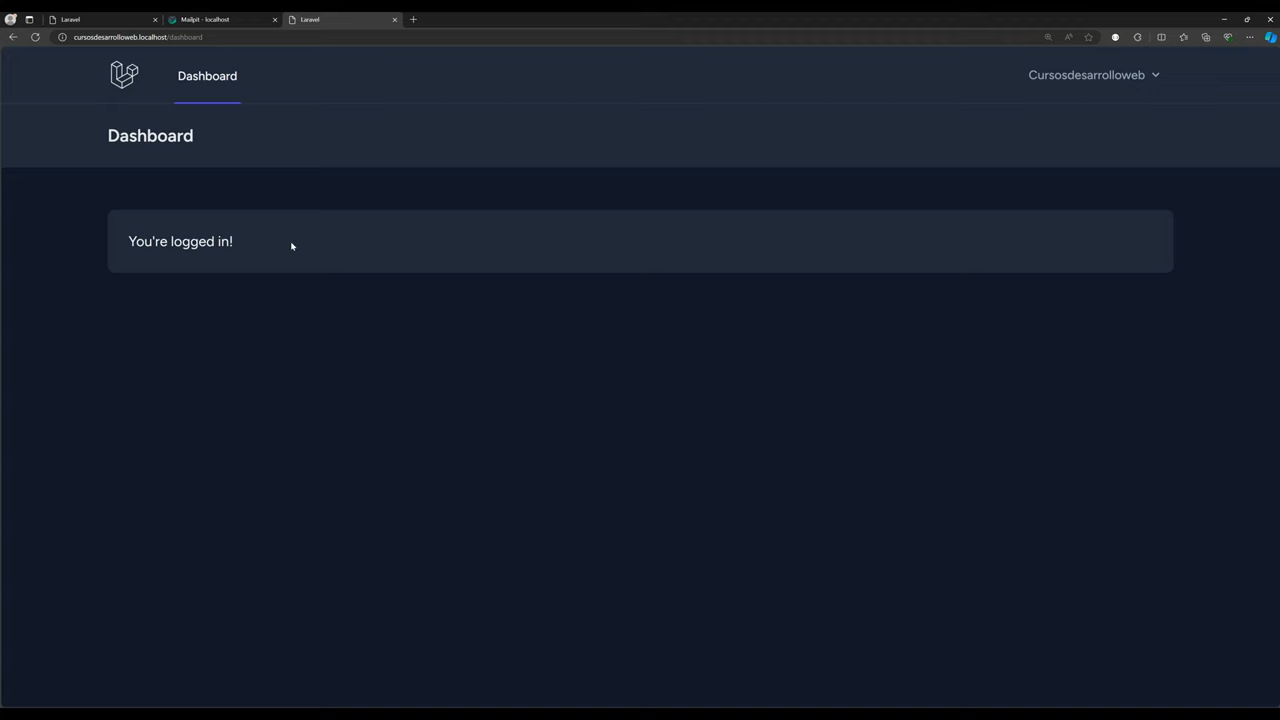 Laravel
Mailpit - localhost
Laravel
cursosdesarrolloweb.localhost/dashboard
Dashboard
Cursosdesarrolloweb
Dashboard
You're logged in!